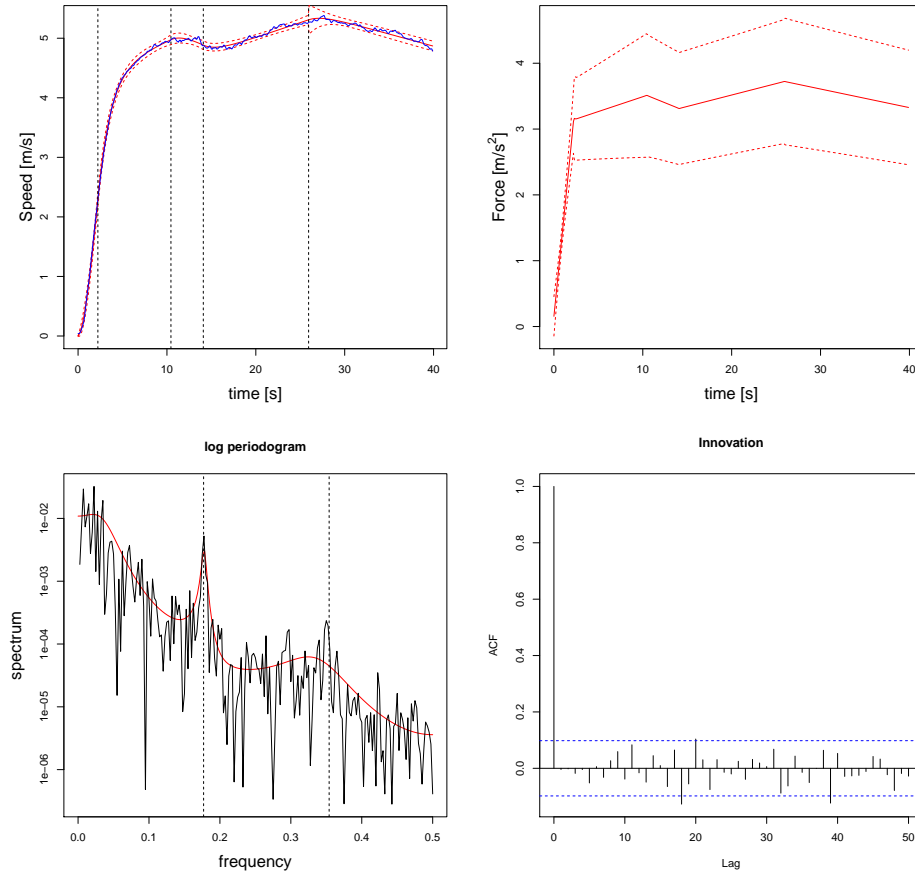 5
4
3
2
1
0
Speed [m/s]
0 10 20 30 40
time [s]
4
3
2
1
0
Force [m/s²]
0 10 20 30 40
time [s]
log periodogram
1e-02
1e-03
1e-04
1e-05
1e-06
spectrum
0.0 0.1 0.2 0.3 0.4 0.5
frequency
Innovation
1.0
0.8
0.6
0.4
0.2
0.0
ACF
0 10 20 30 40 50
Lag